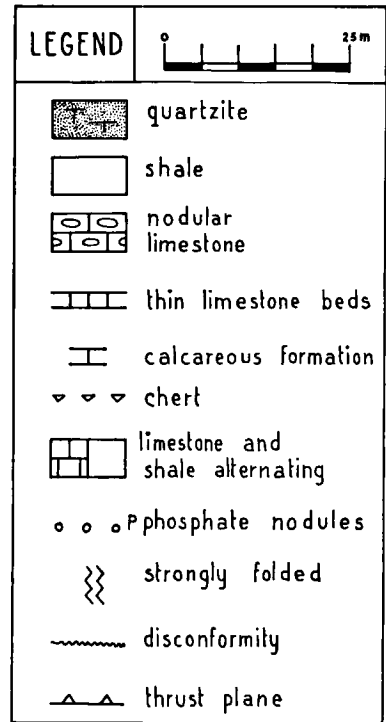 LEGEND
0 25m
quartzite
shale
nodular
limestone
thin limestone beds
calcareous formation
chert
limestone and
shale alternating
P phosphate nodules
strongly folded
disconformity
thrust plane